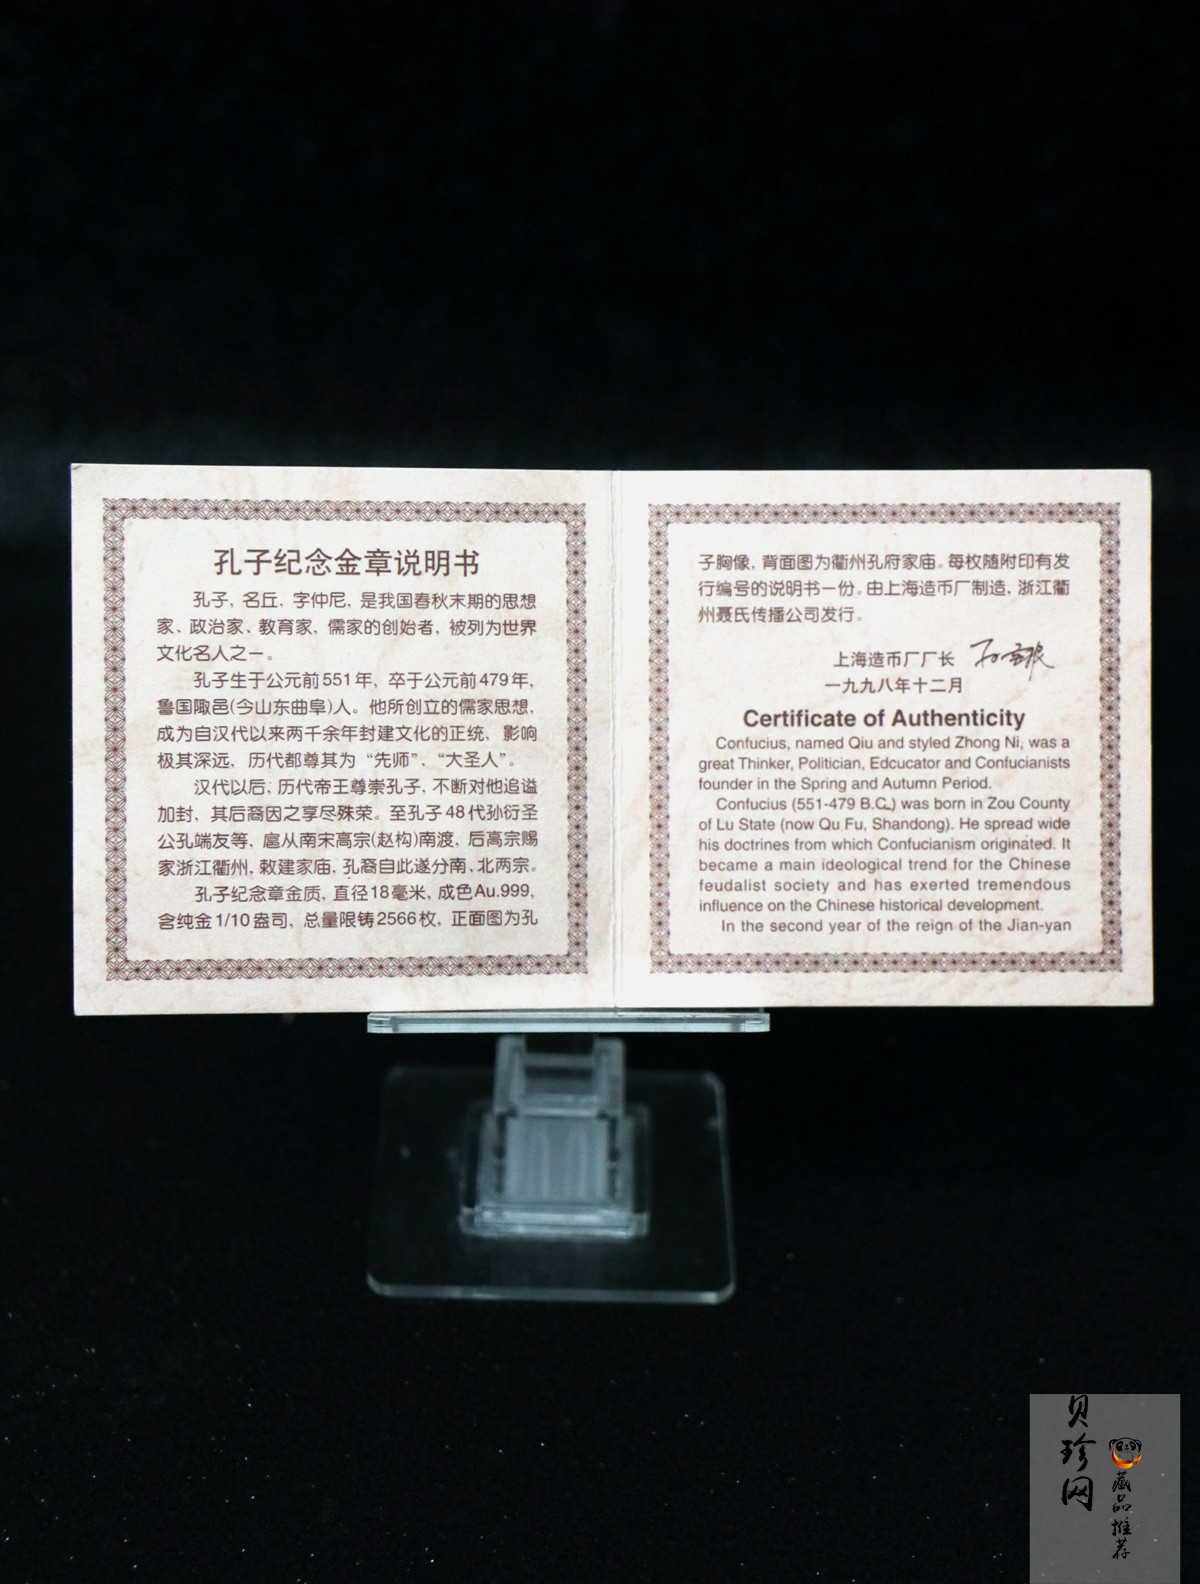 孔子纪念金章说明书
孔子，名丘，字仲尼，是我国春秋末期的思想
家、政治家、教育家，儒家的创始者，被列为世界
文化名人之一。
孔子生于公元前551年，卒于公元前479年，
鲁国陬邑(今山东曲阜)人。他所创立的儒家思想，
成为自汉代以来两千余年封建文化的正统，影响
极其深远，历代都尊其为“先师”、“大圣人”。
汉代以后，历代帝王尊崇孔子，不断对他追谥
加封，其后裔因之享尽殊荣。至孔子48代孙衍圣
公孔端友等，扈从南宋高宗(赵构)南渡，后高宗赐
家浙江衢州，敕建家庙，孔裔自此遂分南、北两宗。
孔子纪念章金质，直径18毫米，成色Au.999，
含纯金1/10盎司，总量限铸2566枚，正面图为孔
子胸像，背面图为衢州孔府家庙。每枚随附印有发
行编号的说明书一份。由上海造币厂制造，浙江衢
州聂氏传播公司发行。
上海造币厂厂长
一九九八年十二月
Certificate of Authenticity
Confucius, named Qiu and styled Zhong Ni, was a
great Thinker, Politician, Edcucator and Confucianists
founder in the Spring and Autumn Period.
Confucius (551-479 B.C.) was born in Zou County
of Lu State (now Qu Fu, Shandong). He spread wide
his doctrines from which Confucianism originated. It
became a main ideological trend for the Chinese
feudalist society and has exerted tremendous
influence on the Chinese historical development.
In the second year of the reign of the Jian-yan
贝珍网
藏品推荐